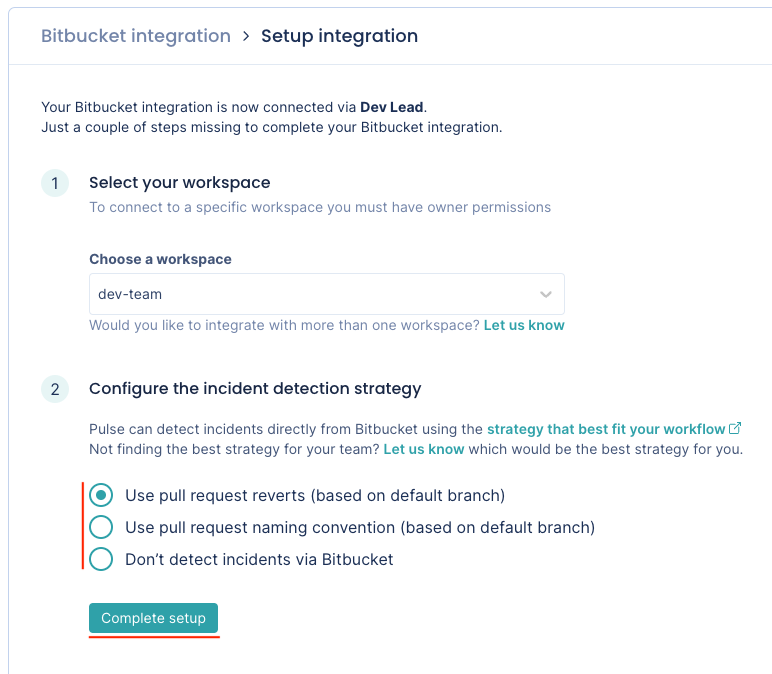 Bitbucket integration > Setup integration
Your Bitbucket integration is now connected via Dev Lead.
Just a couple of steps missing to complete your Bitbucket integration.
1 Select your workspace
To connect to a specific workspace you must have owner permissions
Choose a workspace
dev-team
Would you like to integrate with more than one workspace? Let us know
2 Configure the incident detection strategy
Pulse can detect incidents directly from Bitbucket using the strategy that best fit your workflow
Not finding the best strategy for your team? Let us know which would be the best strategy for you.
Use pull request reverts (based on default branch)
Use pull request naming convention (based on default branch)
Don’t detect incidents via Bitbucket
Complete setup